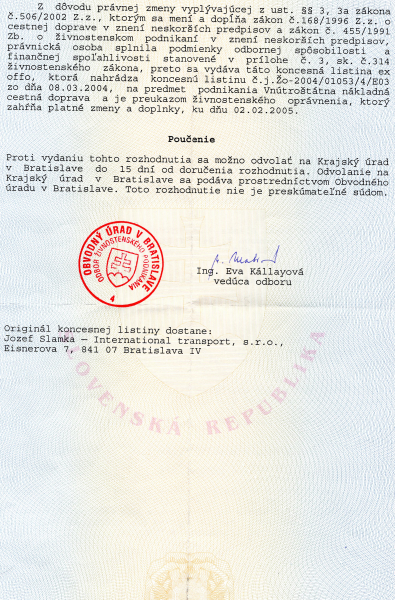 Z dôvodu právnej zmeny vyplývajúcej z ust. §§ 3, 3a zákona
č.506/2002 Z.z., ktorým sa mení a dopĺňa zákon č.168/1996 Z.z. o
cestnej doprave v znení neskorších predpisov a zákon č. 455/1991
Zb. o živnostenskom podnikaní v znení neskorších predpisov,
právnická osoba splnila podmienky odbornej spôsobilosti a
finančnej spoľahlivosti stanovené v prílohe č. 3, sk. č.314
živnostenského zákona, preto sa vydáva táto koncesná listina ex
offo, ktorá nahrádza koncesnú listinu č.j.Žo-2004/01053/4/E03
zo dňa 08.03.2004, na predmet podnikania Vnútroštátna nákladná
cestná doprava a je preukazom živnostenského oprávnenia, ktorý
zahŕňa platné zmeny a doplnky, ku dňu 02.02.2005.
Poučenie
Proti vydaniu tohto rozhodnutia sa možno odvolať na Krajský úrad
v Bratislave do 15 dní od doručenia rozhodnutia. Odvolanie na
Krajský úrad v Bratislave sa podáva prostredníctvom Obvodného
úradu v Bratislave. Toto rozhodnutie nie je preskúmateľné súdom.
OBVODNÝ ÚRAD V BRATISLAVE
ODBOR ŽIVNOSTENSKÉHO PODNIKANIA
4
Ing. Eva Kállayová
vedúca odboru
Originál koncesnej listiny dostane:
Jozef Slamka – International transport, s.r.o.,
Eisnerova 7, 841 07 Bratislava IV
SLOVENSKÁ REPUBLIKA